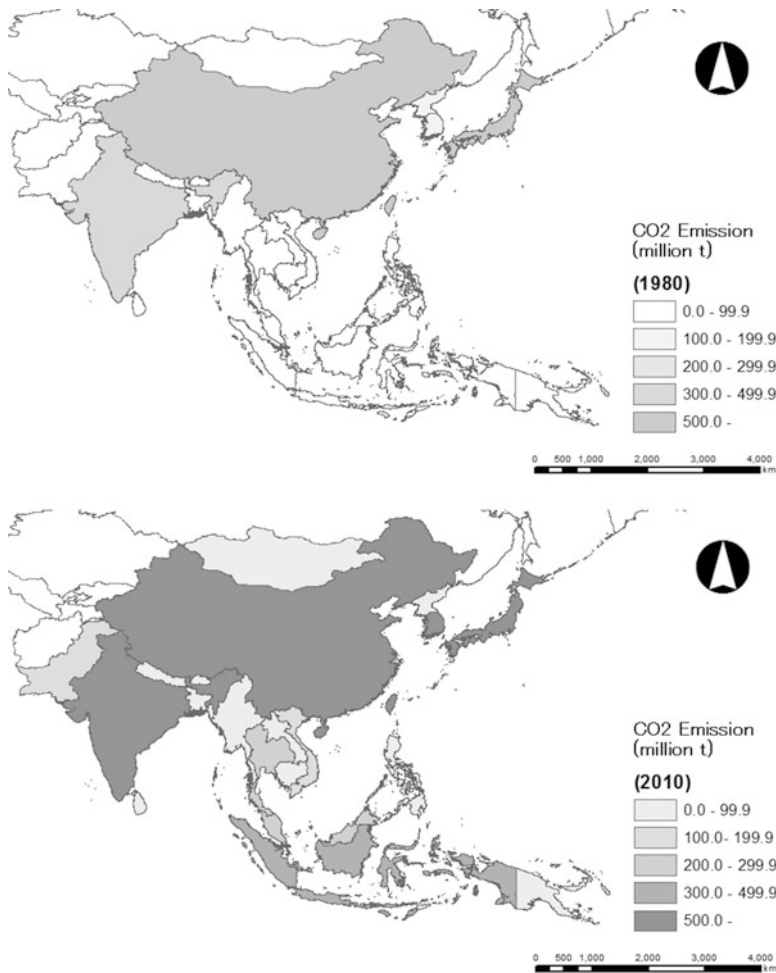 CO2 Emission
(million t)
(1980)
0.0 - 99.9
100.0 - 199.9
200.0 - 299.9
300.0 - 499.9
500.0 -
0 500 1,000 2,000 3,000 4,000
km
CO2 Emission
(million t)
(2010)
0.0 - 99.9
100.0- 199.9
200.0 - 299.9
300.0 - 499.9
500.0 -
0 500 1,000 2,000 3,000 4,000
km